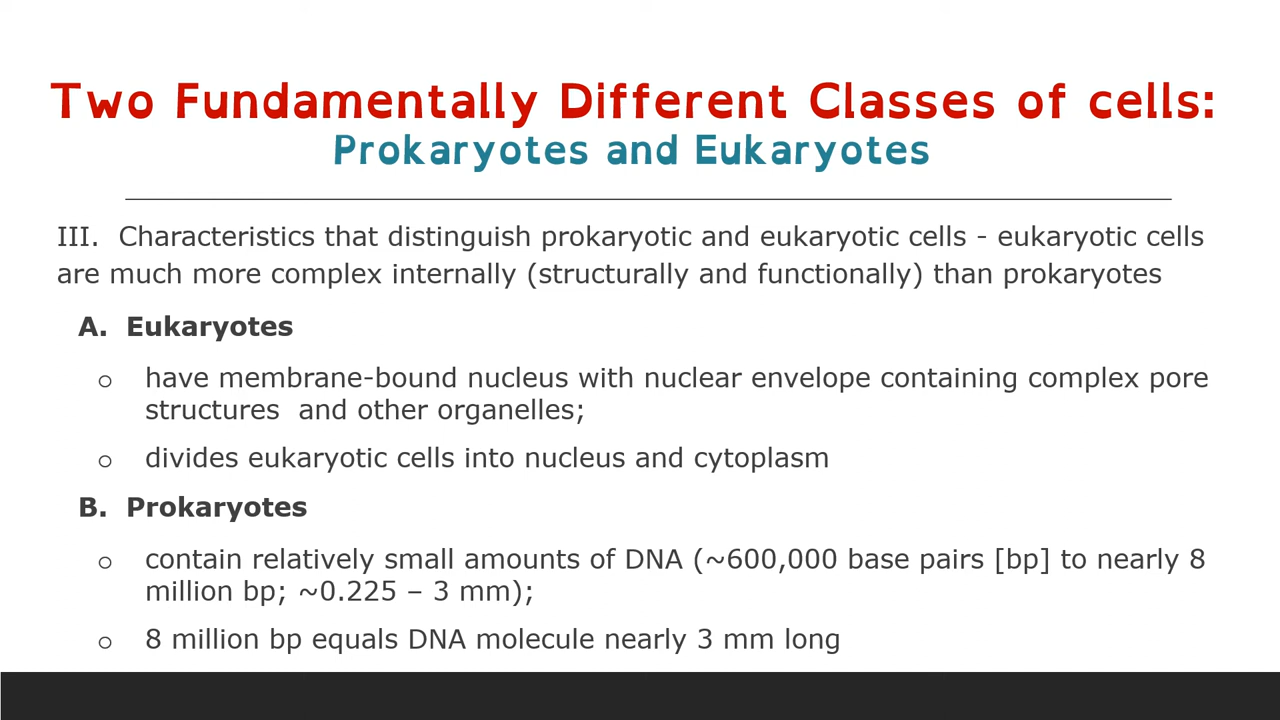 Two Fundamentally Different Classes of cells:
Prokaryotes and Eukaryotes
III. Characteristics that distinguish prokaryotic and eukaryotic cells - eukaryotic cells
are much more complex internally (structurally and functionally) than prokaryotes
A. Eukaryotes
o have membrane-bound nucleus with nuclear envelope containing complex pore
structures and other organelles;
o divides eukaryotic cells into nucleus and cytoplasm
B. Prokaryotes
o contain relatively small amounts of DNA (~600,000 base pairs [bp] to nearly 8
million bp; ~0.225 – 3 mm);
o 8 million bp equals DNA molecule nearly 3 mm long